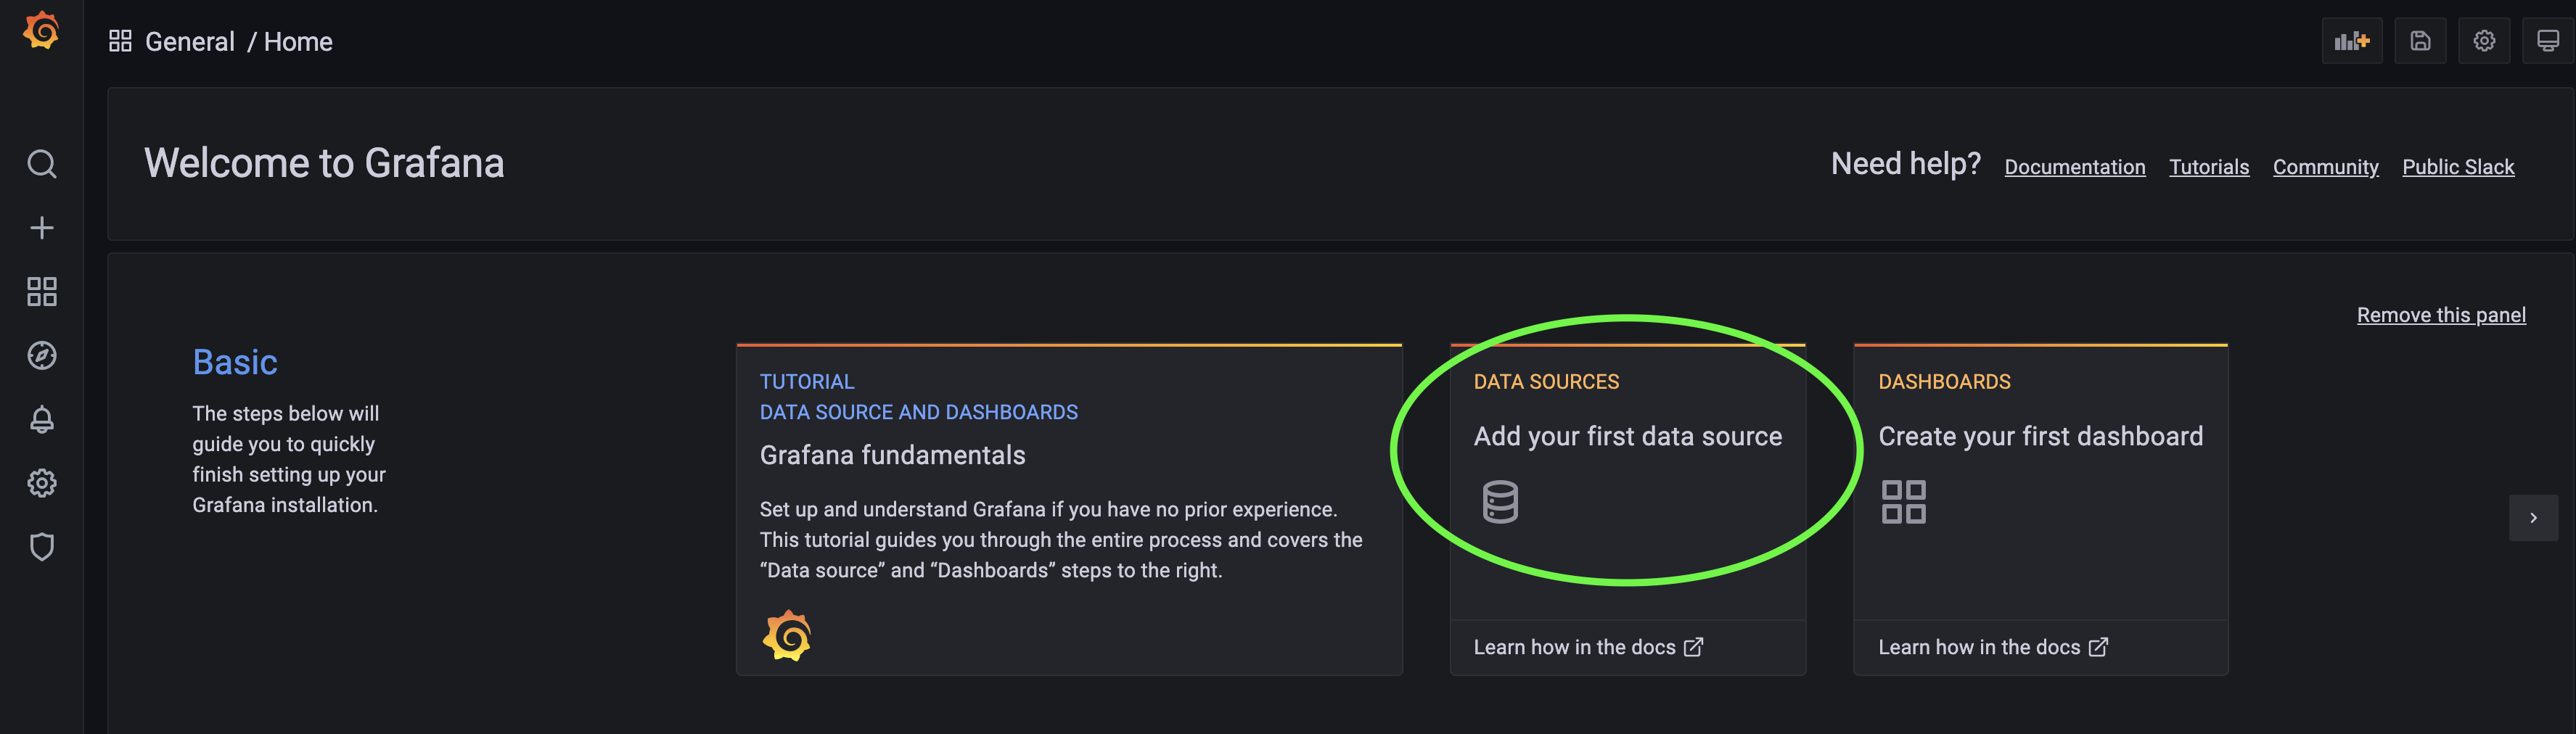 General / Home
Welcome to Grafana
Need help? Documentation Tutorials Community Public Slack
Remove this panel
Basic
The steps below will
guide you to quickly
finish setting up your
Grafana installation.
TUTORIAL
DATA SOURCE AND DASHBOARDS
Grafana fundamentals
Set up and understand Grafana if you have no prior experience.
This tutorial guides you through the entire process and covers the
“Data source” and “Dashboards” steps to the right.
DATA SOURCES
Add your first data source
Learn how in the docs
DASHBOARDS
Create your first dashboard
Learn how in the docs